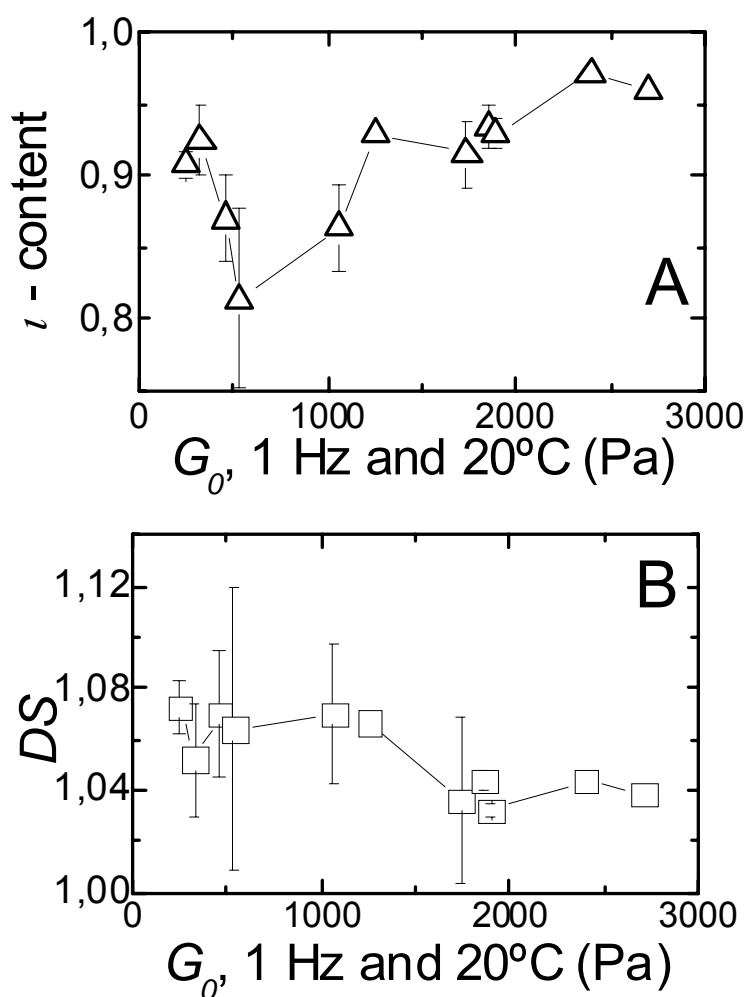 1,0
0,9
0,8
ι - content
A
0 1000 2000 3000
G0, 1 Hz and 20ºC (Pa)
1,12
1,08
1,04
1,00
DS
B
0 1000 2000 3000
G0, 1 Hz and 20ºC (Pa)